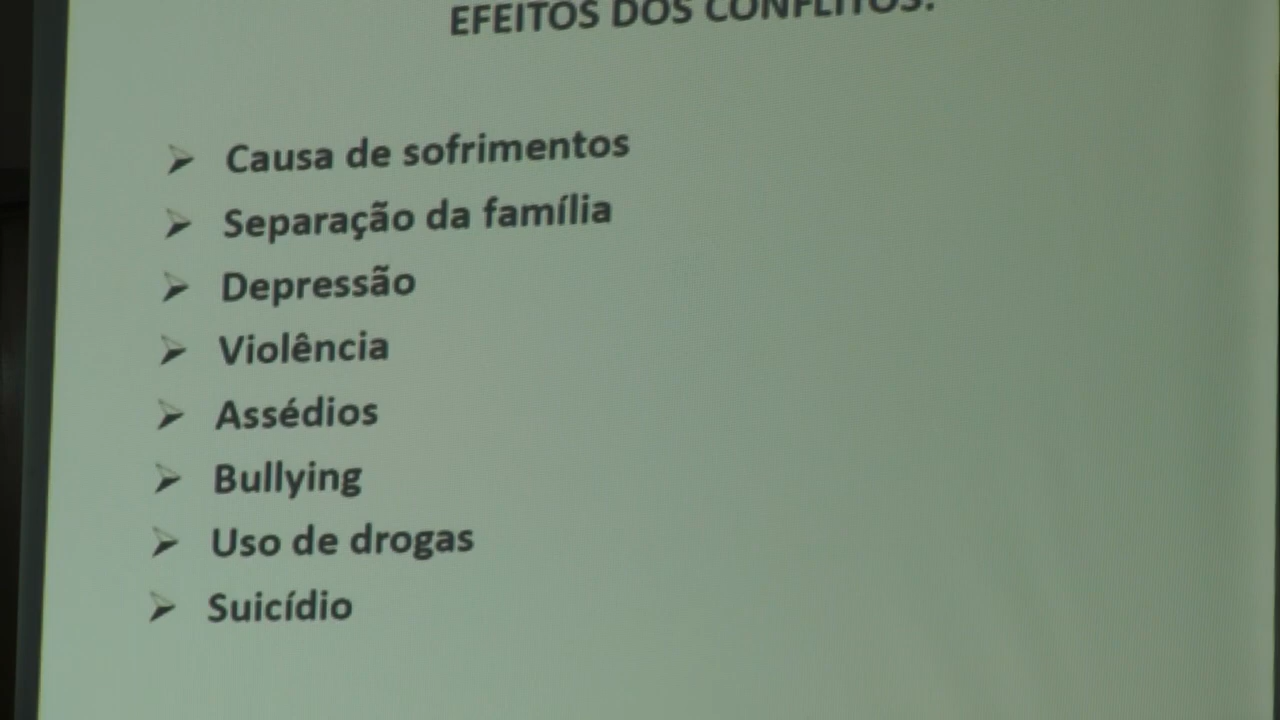 EFEITOS DOS CONFLITOS:
Causa de sofrimentos
Separação da família
Depressão
Violência
Assédios
Bullying
Uso de drogas
Suicídio